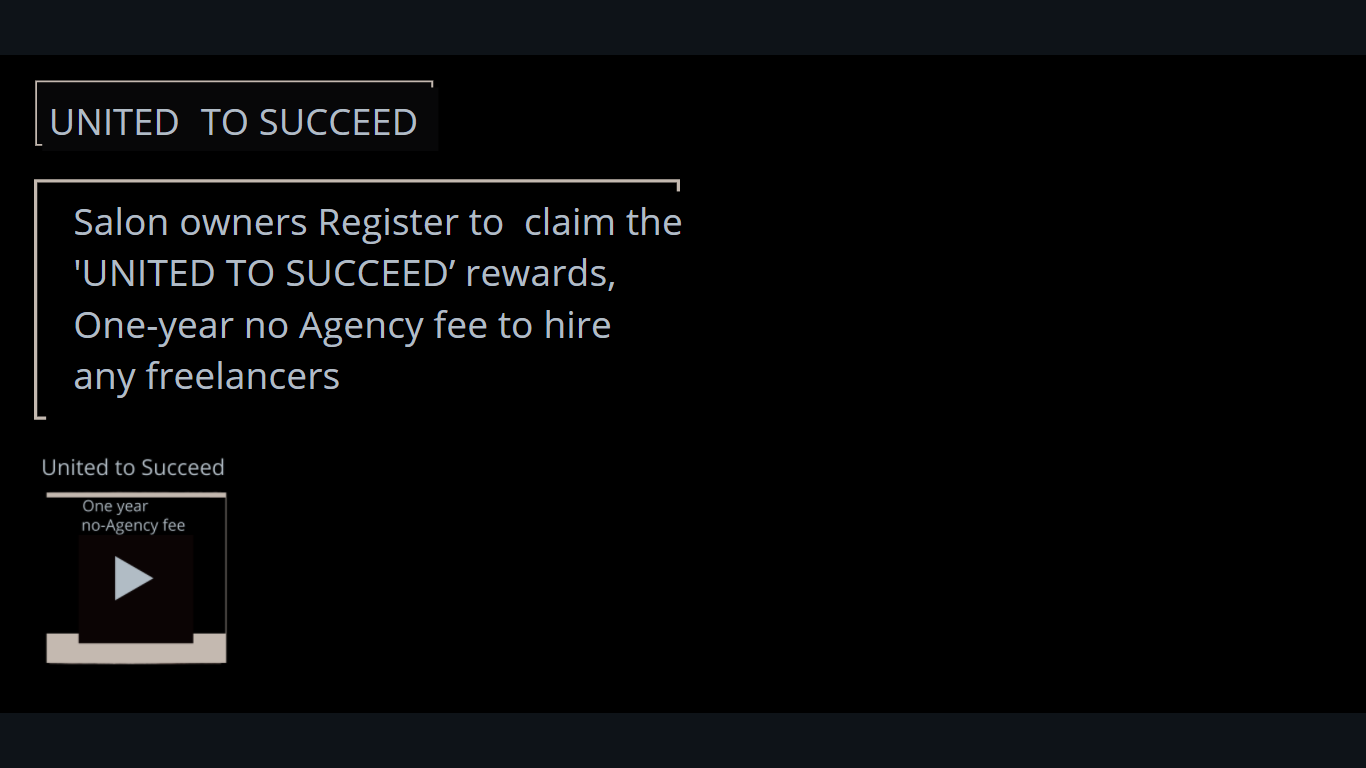 UNITED  TO SUCCEED
Salon owners Register to  claim the
'UNITED TO SUCCEED’ rewards,
One-year no Agency fee to hire
any freelancers
United to Succeed
One year
no-Agency fee